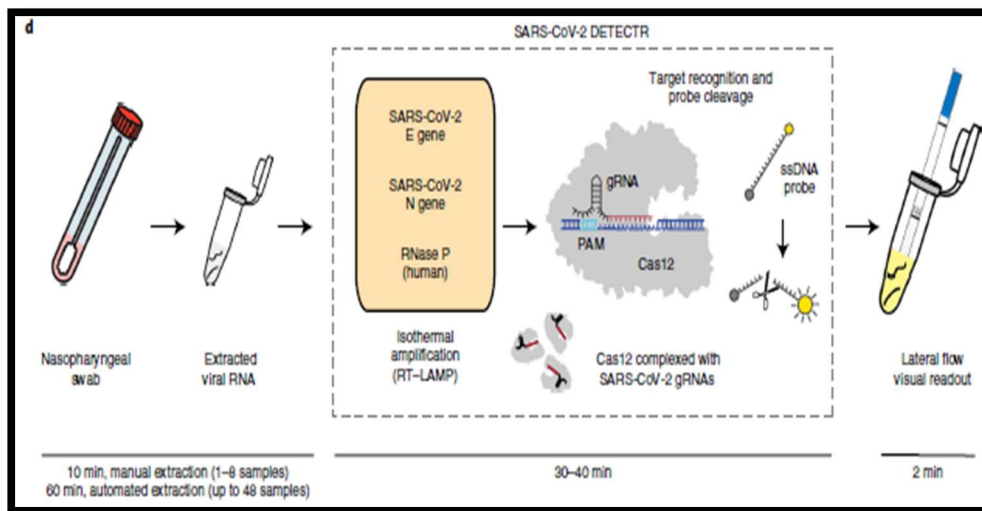 d
SARS-CoV-2 DETECTR
SARS-CoV-2
E gene
SARS-CoV-2
N gene
RNase P
(human)
Target recognition and
probe cleavage
gRNA
PAM
Cas12
ssDNA
probe
Nasopharyngeal
swab
Extracted
viral RNA
Isothermal
amplification
(RT–LAMP)
Cas12 complexed with
SARS-CoV-2 gRNAs
Lateral flow
visual readout
10 min, manual extraction (1–8 samples)
60 min, automated extraction (up to 48 samples)
30–40 min
2 min